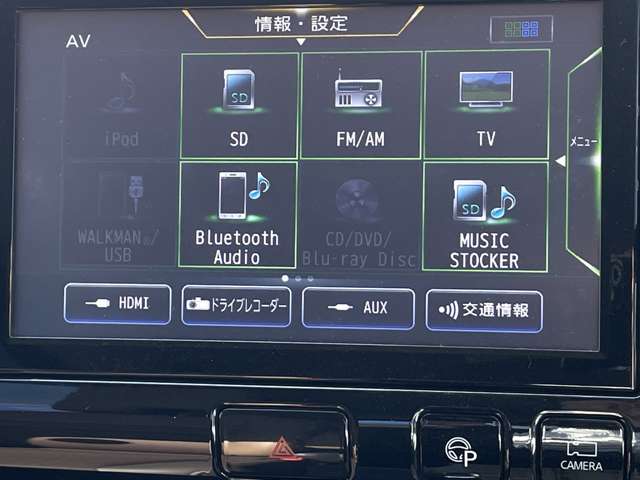 情報・設定
AV
iPod
SD
SD
FM/AM
TV
メニュー
WALKMAN®/
USB
Bluetooth
Audio
CD/DVD/
Blu-ray Disc
SD
MUSIC
STOCKER
HDMI
ドライブレコーダー
AUX
交通情報
P
CAMERA